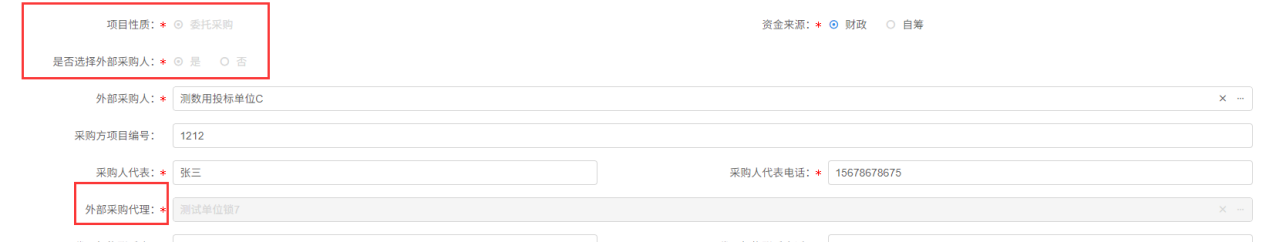 项目性质：* 委托采购 资金来源：* 财政 自筹
是否选择外部采购人：* 是 否
外部采购人：* 测数用投标单位C
采购方项目编号： 1212
采购人代表：* 张三 采购人代表电话：* 15678678675
外部采购代理：* 测试单位锁7